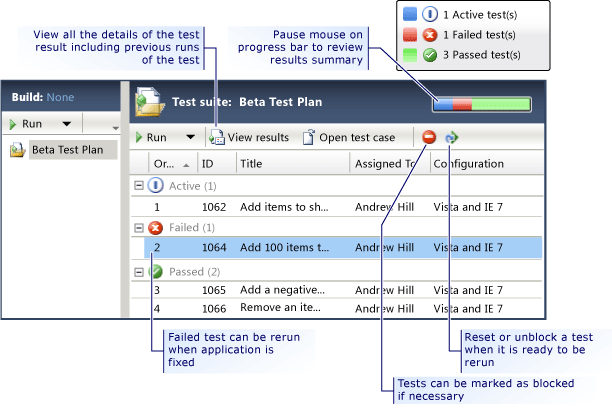 View all the details of the test
result including previous runs
of the test
Pause mouse on
progress bar to review
results summary
1 Active test(s)
1 Failed test(s)
3 Passed test(s)
Build: None
Test suite: Beta Test Plan
Run
Run
View results
Open test case
Beta Test Plan
Or...
ID
Title
Assigned To
Configuration
Active (1)
1 1062 Add items to sh... Andrew Hill Vista and IE 7
Failed (1)
2 1064 Add 100 items t... Andrew Hill Vista and IE 7
Passed (2)
3 1065 Add a negative... Andrew Hill Vista and IE 7
4 1066 Remove an ite... Andrew Hill Vista and IE 7
Failed test can be rerun
when application is
fixed
Reset or unblock a test
when it is ready to be
rerun
Tests can be marked as blocked
if necessary